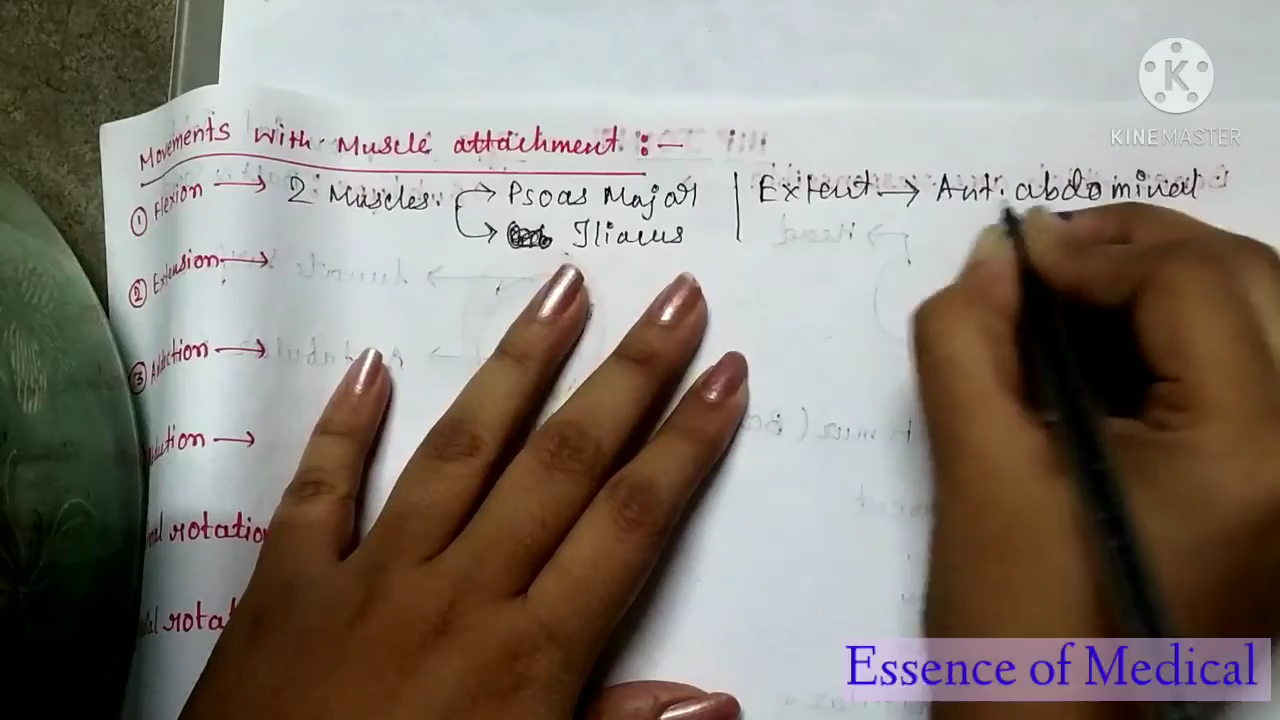 KINEMASTER
Movements with Muscle attachment :-
① Flexion → 2 Muscles. → Psoas Major | Extent → Ant. abdominal
→ Iliacus
② Extension →
③ Adduction →
rotation
Essence of Medical